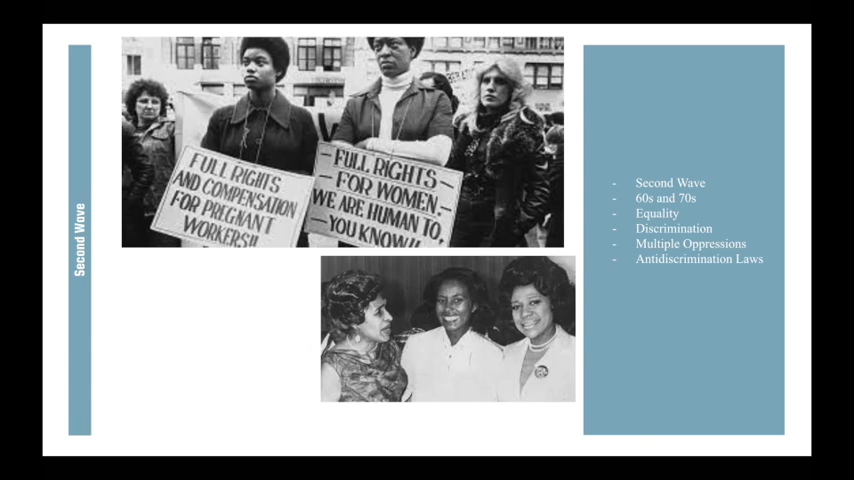 Second Wave
FULL RIGHTS
AND COMPENSATION
FOR PREGNANT
WORKERS!!
— FULL RIGHTS —
— FOR WOMEN. —
WE ARE HUMAN TO,
— YOU KNOW!!
- Second Wave
- 60s and 70s
- Equality
- Discrimination
- Multiple Oppressions
- Antidiscrimination Laws